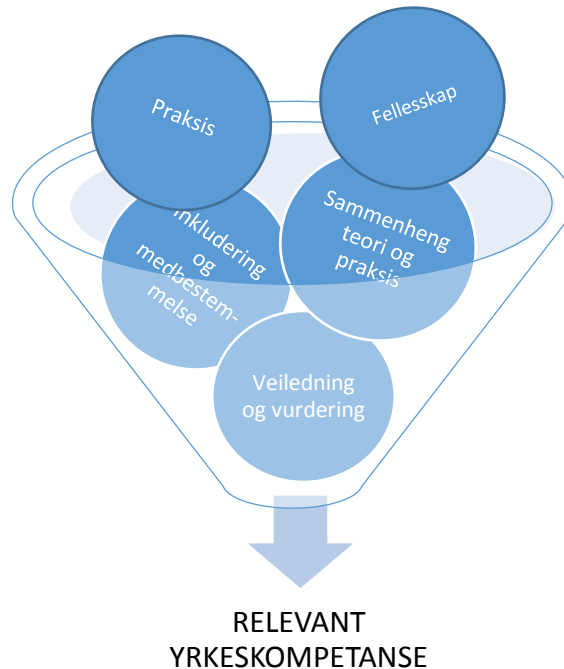 Praksis
Fellesskap
Inkludering
og
medbestem-
melse
Sammenheng
teori og
praksis
Veiledning
og vurdering
RELEVANT
YRKESKOMPETANSE